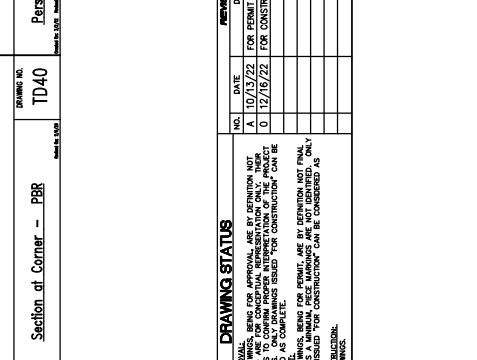 Pers
DRAWING NO.
TD40
Section at Corner - PBR
NO. DATE
A 10/13/22 FOR PERMIT
0 12/16/22 FOR CONSTR
DRAWING STATUS
BEING FOR APPROVAL, ARE BY DEFINITION NOT
ARE FOR CONCEPTUAL REPRESENTATION ONLY. THEIR
TO CONFIRM PROPER INTERPRETATION OF THE PROJECT
ONLY DRAWINGS ISSUED "FOR CONSTRUCTION" CAN BE
AS COMPLETE.
BEING FOR PERMIT, ARE BY DEFINITION NOT FINAL
A MINIMUM, PIECE MARKINGS ARE NOT IDENTIFIED. ONLY
ISSUED "FOR CONSTRUCTION" CAN BE CONSIDERED AS